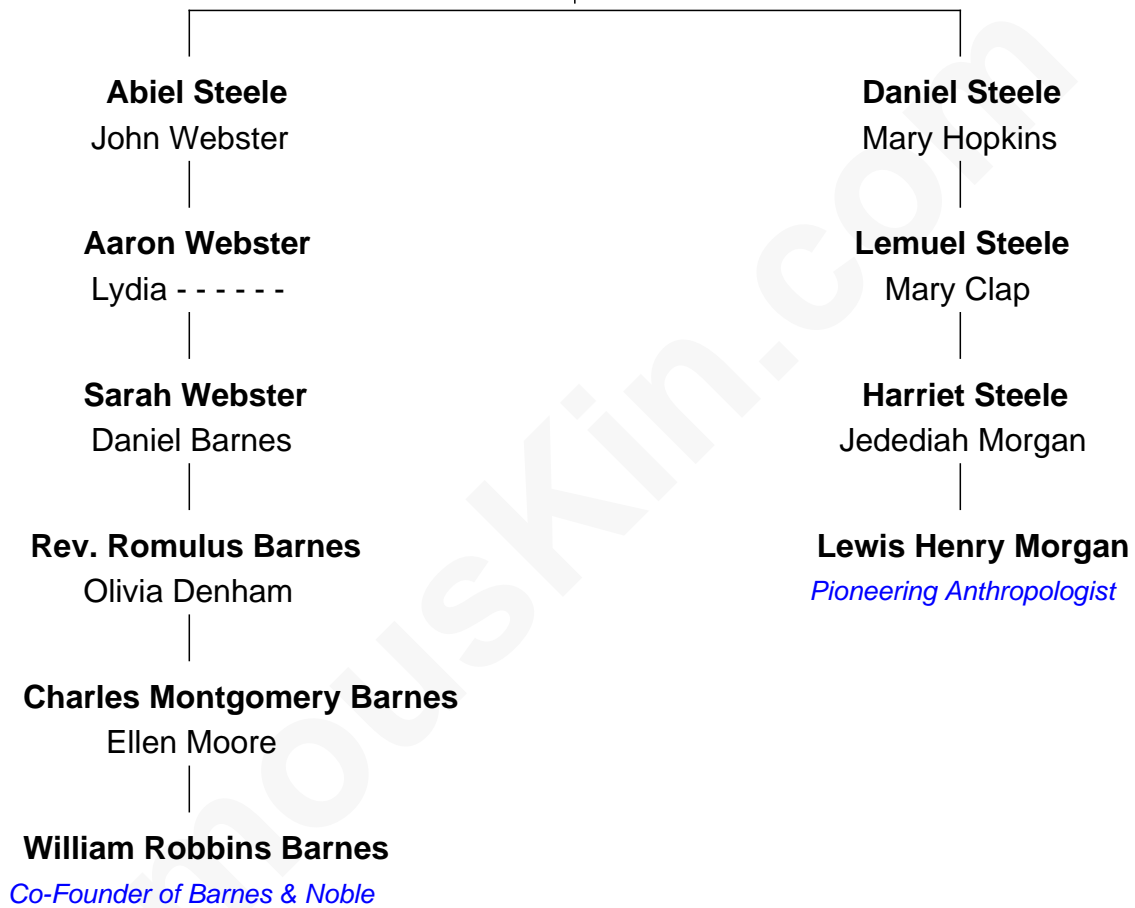 Abiel Steele
John Webster
Aaron Webster
Lydia - - - - - -
Sarah Webster
Daniel Barnes
Rev. Romulus Barnes
Olivia Denham
Charles Montgomery Barnes
Ellen Moore
William Robbins Barnes
Co-Founder of Barnes & Noble
Daniel Steele
Mary Hopkins
Lemuel Steele
Mary Clap
Harriet Steele
Jedediah Morgan
Lewis Henry Morgan
Pioneering Anthropologist
mousKin.com